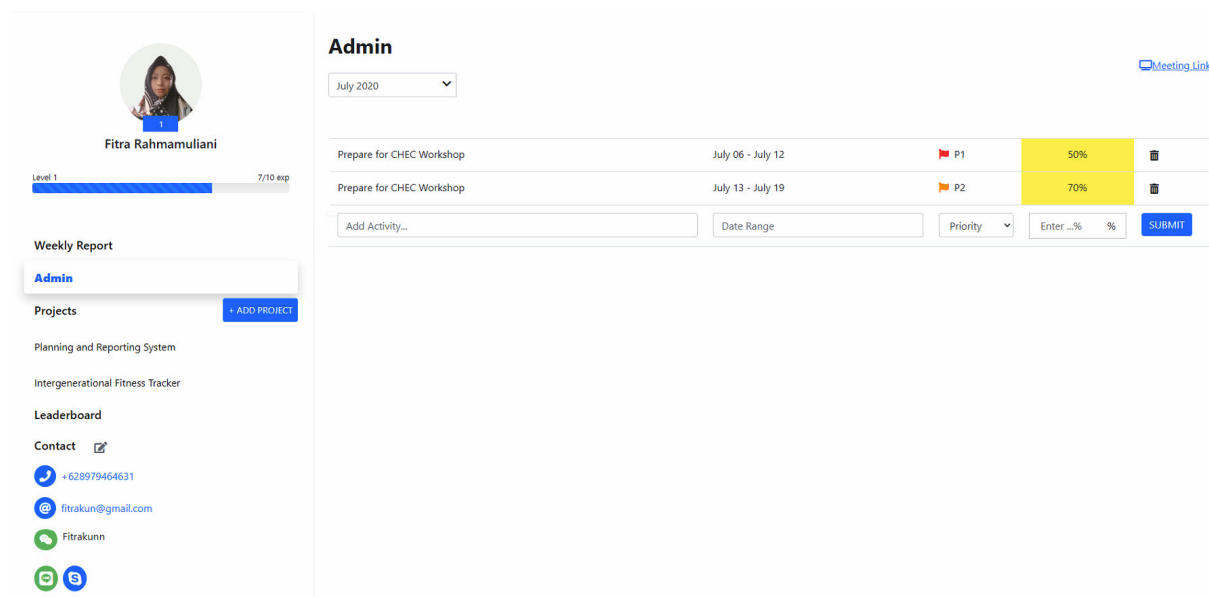 1
Fitra Rahmamuliani
Level 1 7/10 exp
Weekly Report
Admin
Projects + ADD PROJECT
Planning and Reporting System
Intergenerational Fitness Tracker
Leaderboard
Contact
+628979464631
@ fitrakun@gmail.com
Fitrakunn
Admin
Meeting Link
July 2020
Prepare for CHEC Workshop July 06 - July 12 P1 50%
Prepare for CHEC Workshop July 13 - July 19 P2 70%
Add Activity... Date Range Priority Enter ...% % SUBMIT